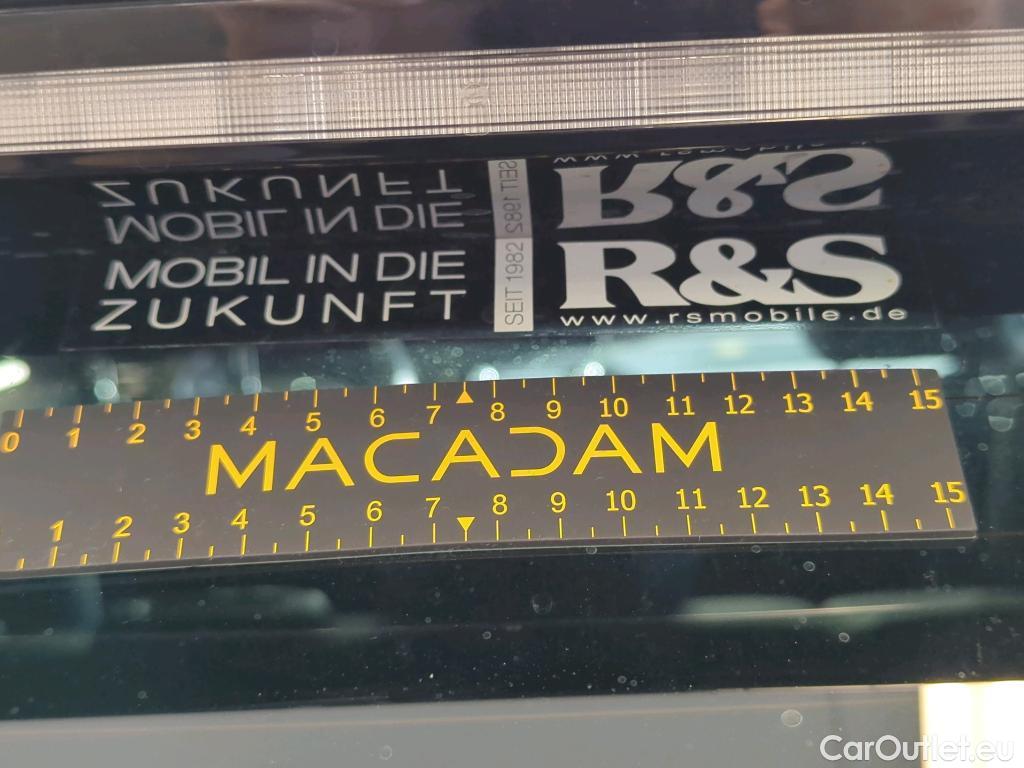 MOBIL IN DIE
ZUKUNFT
SEIT 1982
R&S
www.rsmobile.de
0 1 2 3 4 5 6 7 8 9 10 11 12 13 14 15
MACADAM
1 2 3 4 5 6 7 8 9 10 11 12 13 14 15
CarOutlet.eu